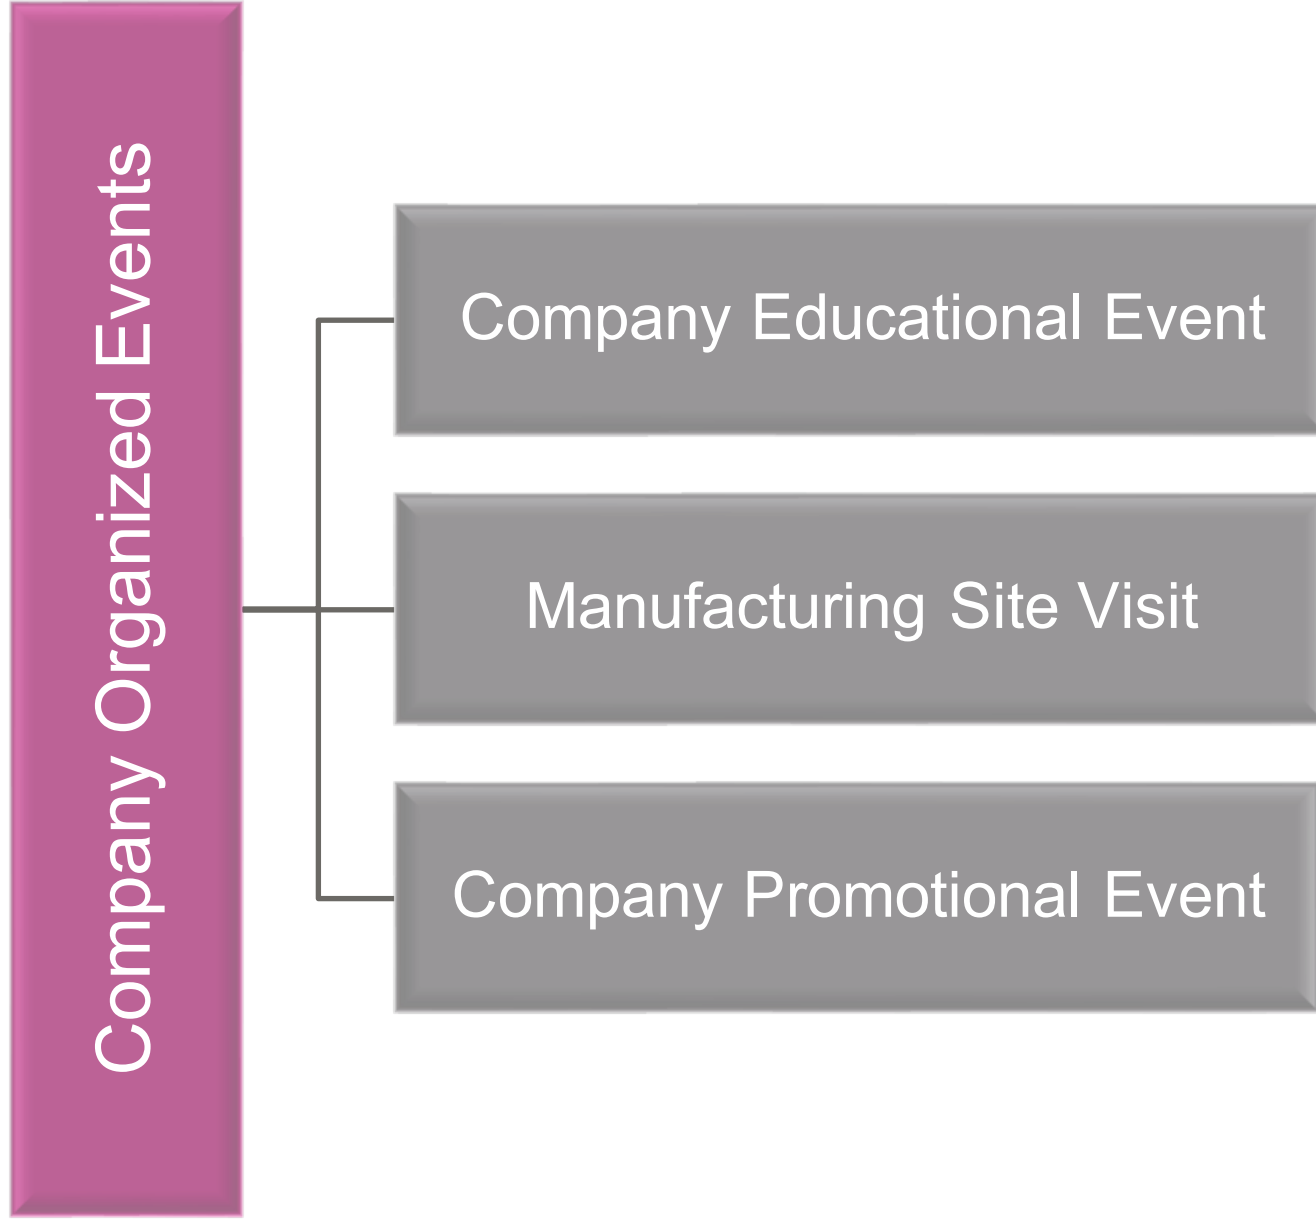 Company Organized Events
Company Educational Event
Manufacturing Site Visit
Company Promotional Event